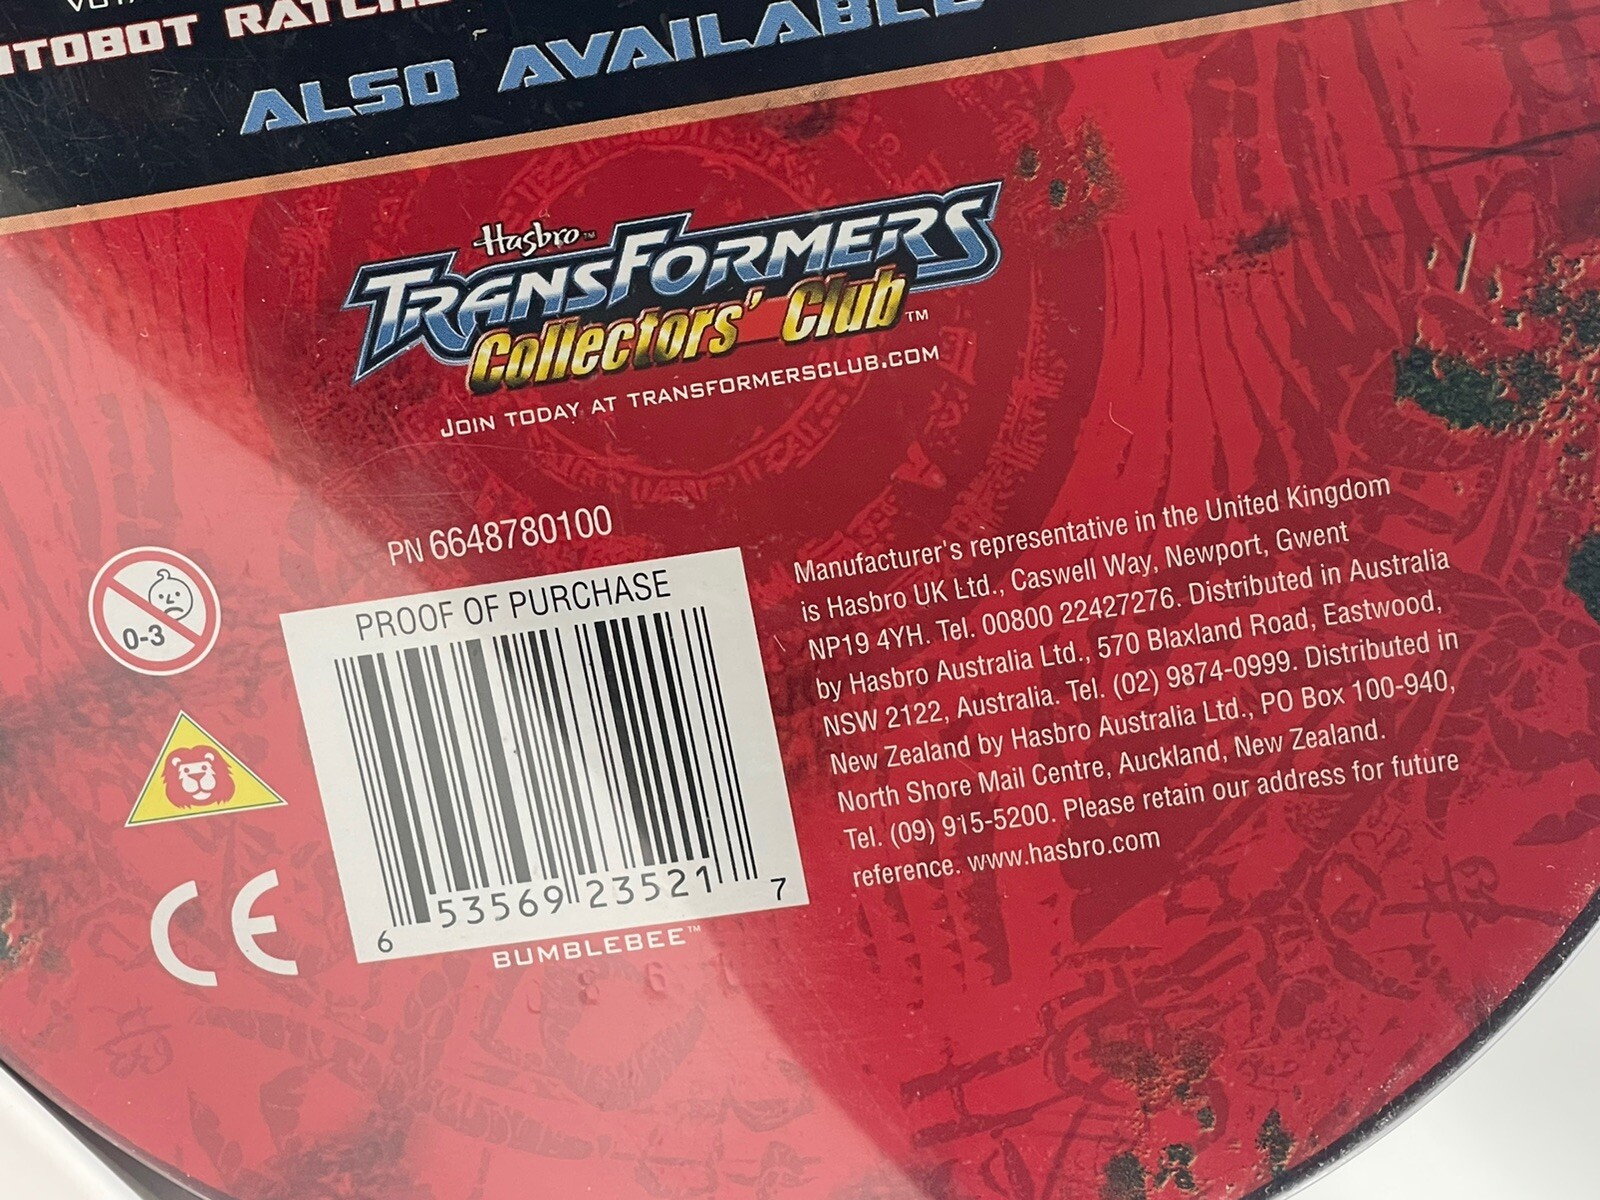 ALSO AVAILABLE
Hasbro™
TRANSFORMERS
Collectors' Club™
JOIN TODAY AT TRANSFORMERSCLUB.COM
PN 6648780100
PROOF OF PURCHASE
6 53569 23521 7
BUMBLEBEE™
0-3
CE
Manufacturer's representative in the United Kingdom
is Hasbro UK Ltd., Caswell Way, Newport, Gwent
NP19 4YH. Tel. 00800 22427276. Distributed in Australia
by Hasbro Australia Ltd., 570 Blaxland Road, Eastwood,
NSW 2122, Australia. Tel. (02) 9874-0999. Distributed in
New Zealand by Hasbro Australia Ltd., PO Box 100-940,
North Shore Mail Centre, Auckland, New Zealand.
Tel. (09) 915-5200. Please retain our address for future
reference. www.hasbro.com